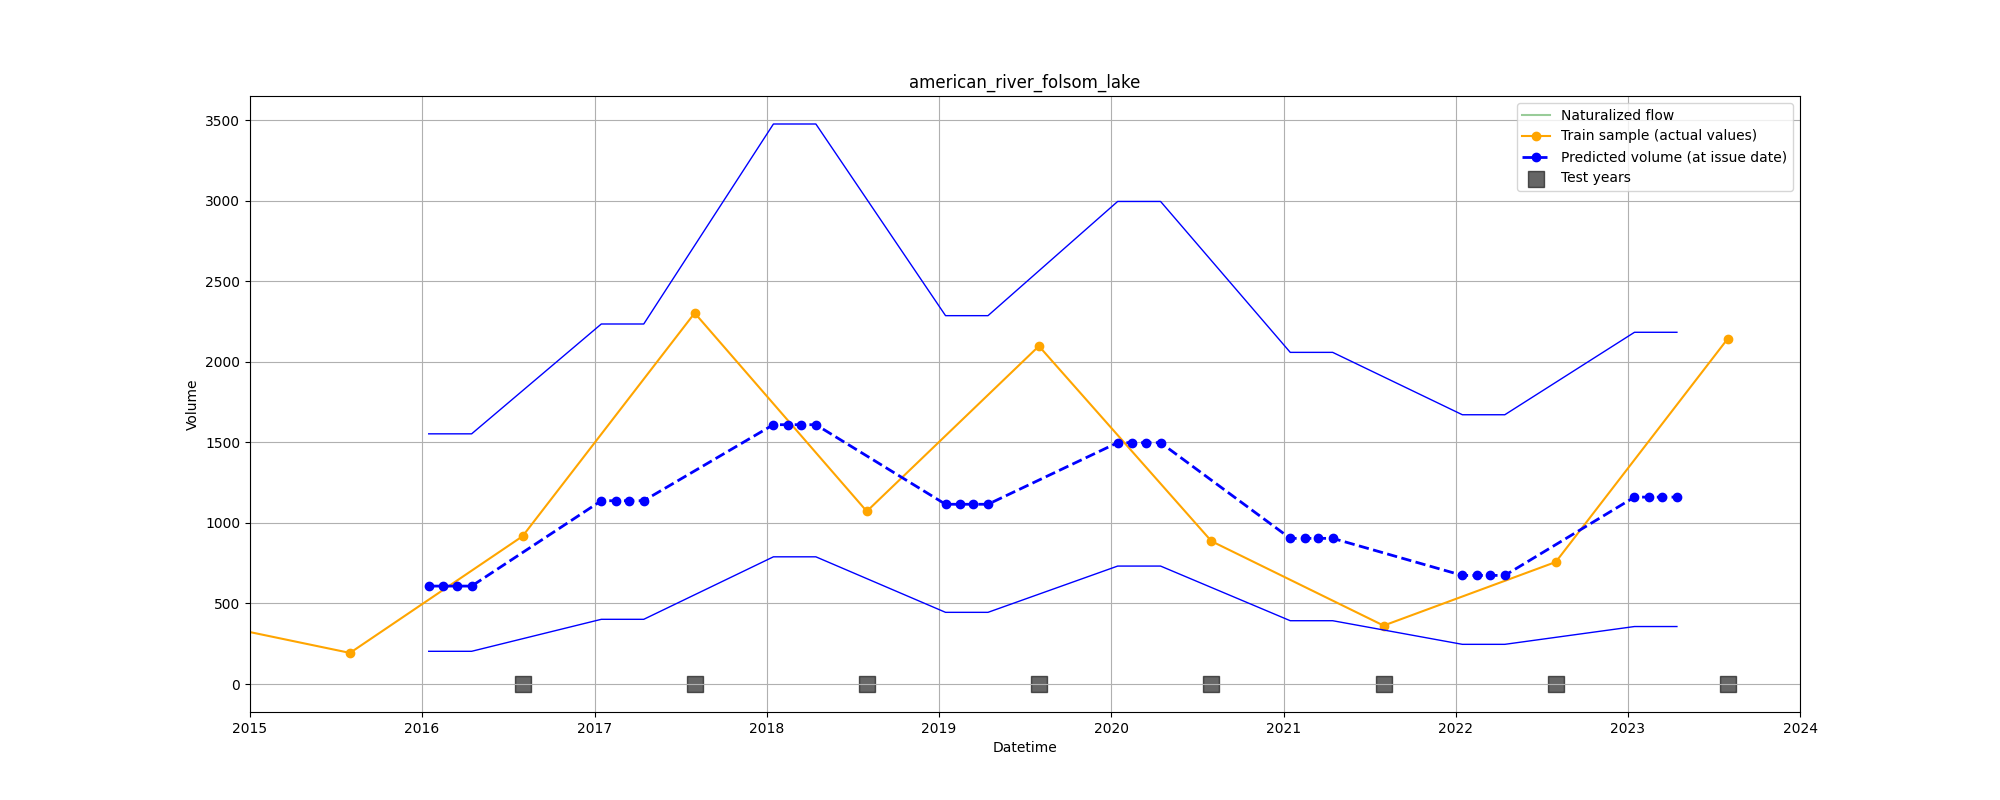 american_river_folsom_lake
Naturalized flow
Train sample (actual values)
Predicted volume (at issue date)
Test years
Volume
3500
3000
2500
2000
1500
1000
500
0
2015 2016 2017 2018 2019 2020 2021 2022 2023 2024
Datetime